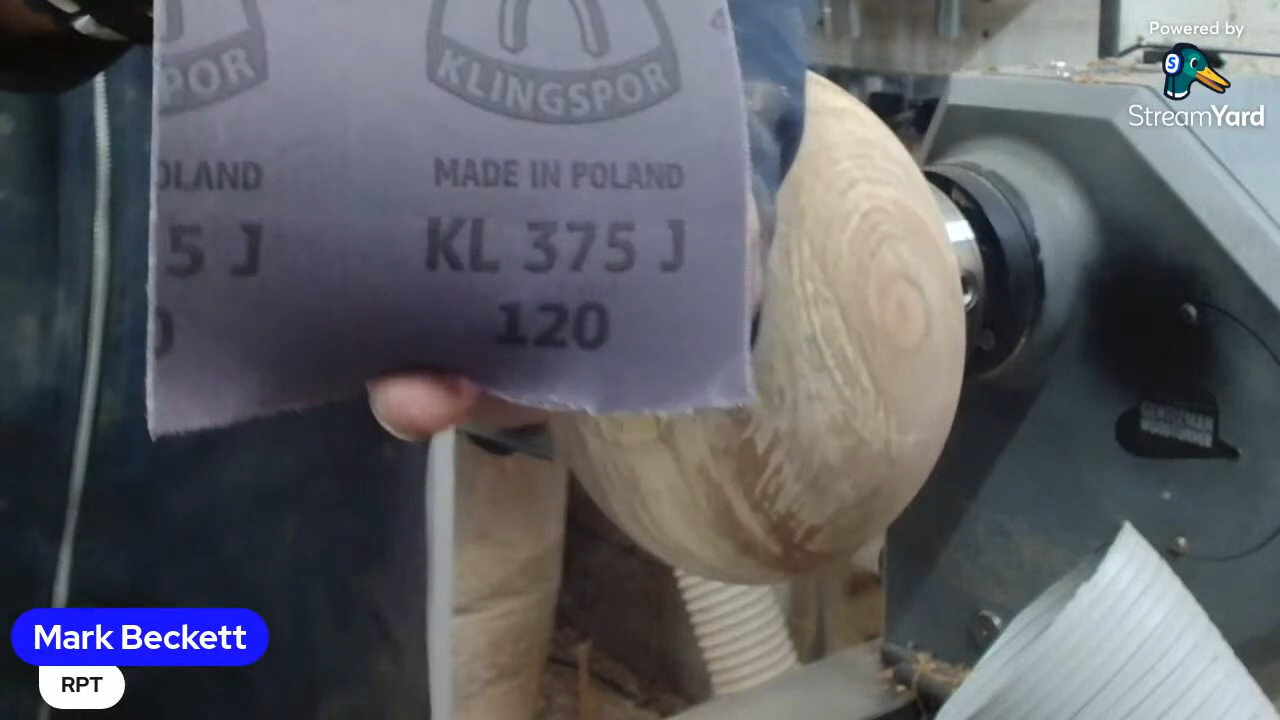 Powered by
StreamYard
POR
KLINGSPOR
OLAND
MADE IN POLAND
5 J
KL 375 J
120
Mark Beckett
RPT